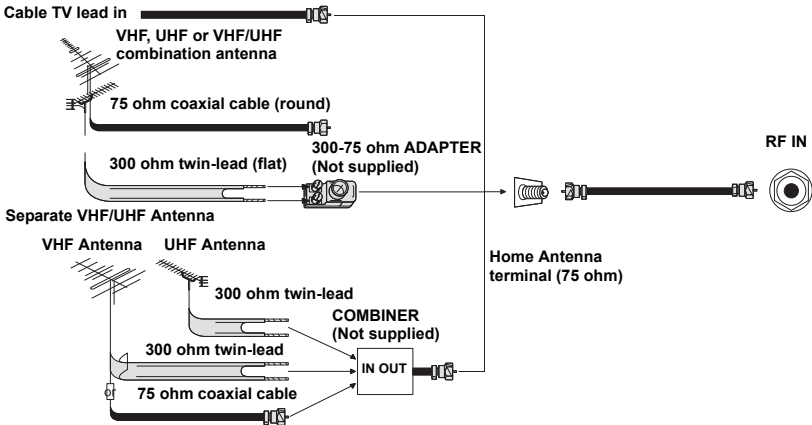 Cable TV lead in
VHF, UHF or VHF/UHF
combination antenna
75 ohm coaxial cable (round)
300 ohm twin-lead (flat)
300-75 ohm ADAPTER
(Not supplied)
RF IN
Separate VHF/UHF Antenna
VHF Antenna
UHF Antenna
Home Antenna
terminal (75 ohm)
300 ohm twin-lead
COMBINER
(Not supplied)
300 ohm twin-lead
IN OUT
75 ohm coaxial cable